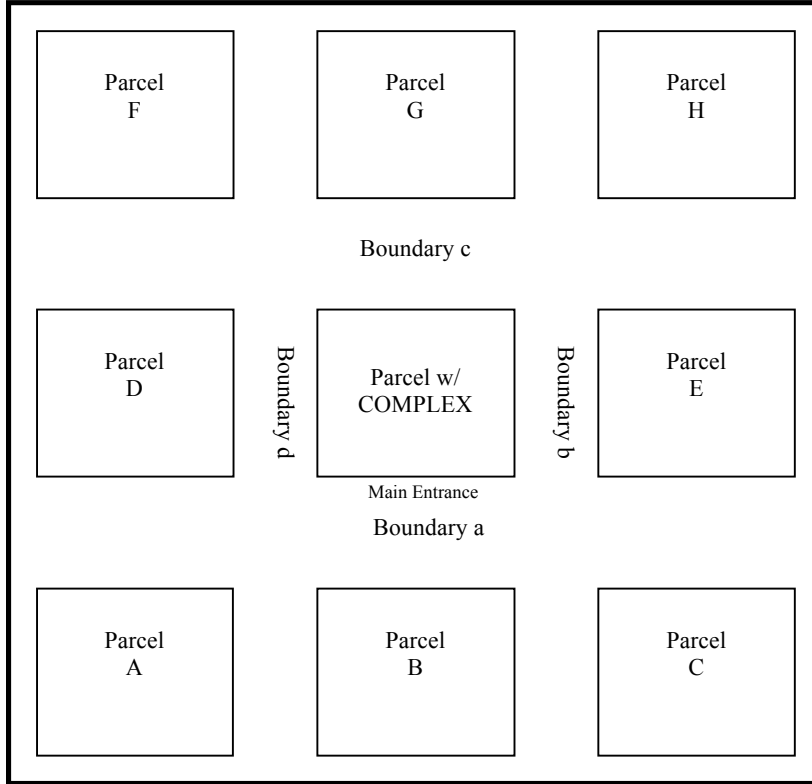 Parcel
F
Parcel
G
Parcel
H
Boundary c
Parcel
D
Boundary d
Parcel w/
COMPLEX
Boundary b
Parcel
E
Main Entrance
Boundary a
Parcel
A
Parcel
B
Parcel
C